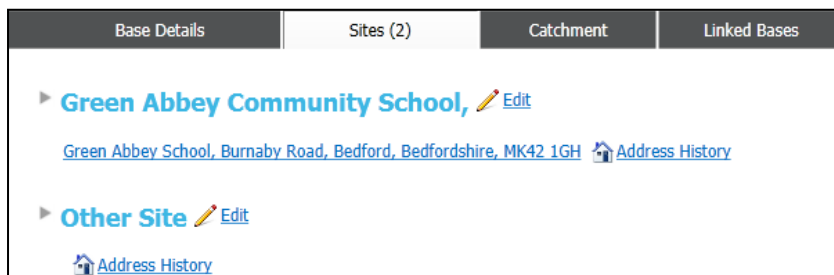 Base Details Sites (2) Catchment Linked Bases
Green Abbey Community School, Edit
Green Abbey School, Burnaby Road, Bedford, Bedfordshire, MK42 1GH Address History
Other Site Edit
Address History